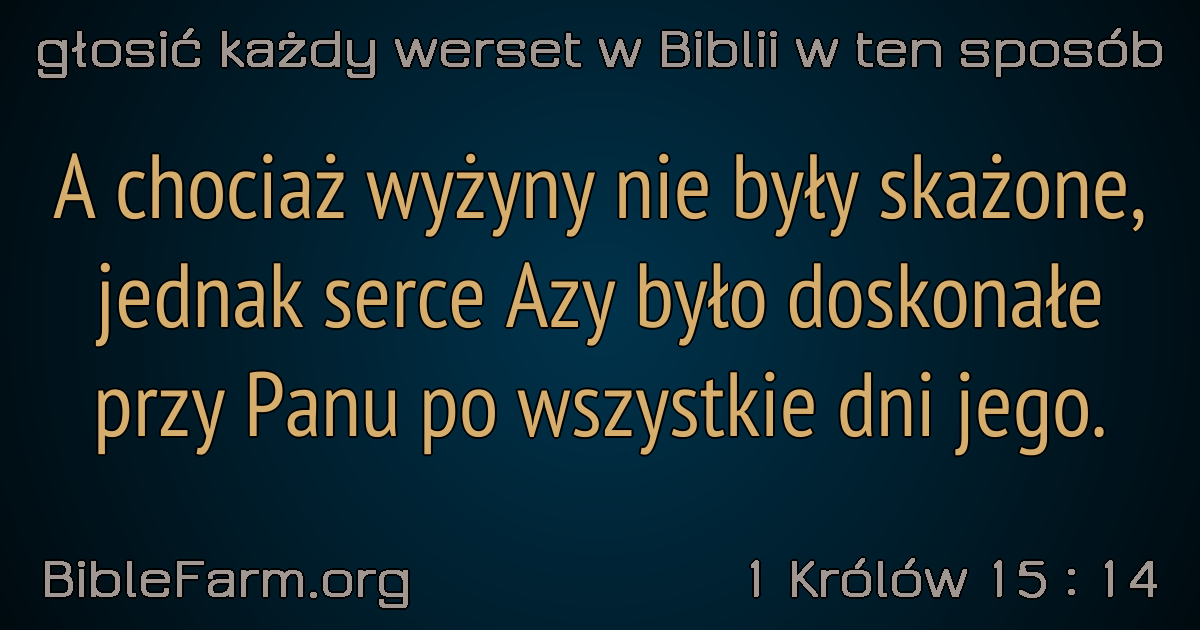 głosić każdy werset w Biblii w ten sposób
A chociaż wyżyny nie były skażone,
jednak serce Azy było doskonałe
przy Panu po wszystkie dni jego.
BibleFarm.org
1 Królów 15 : 14